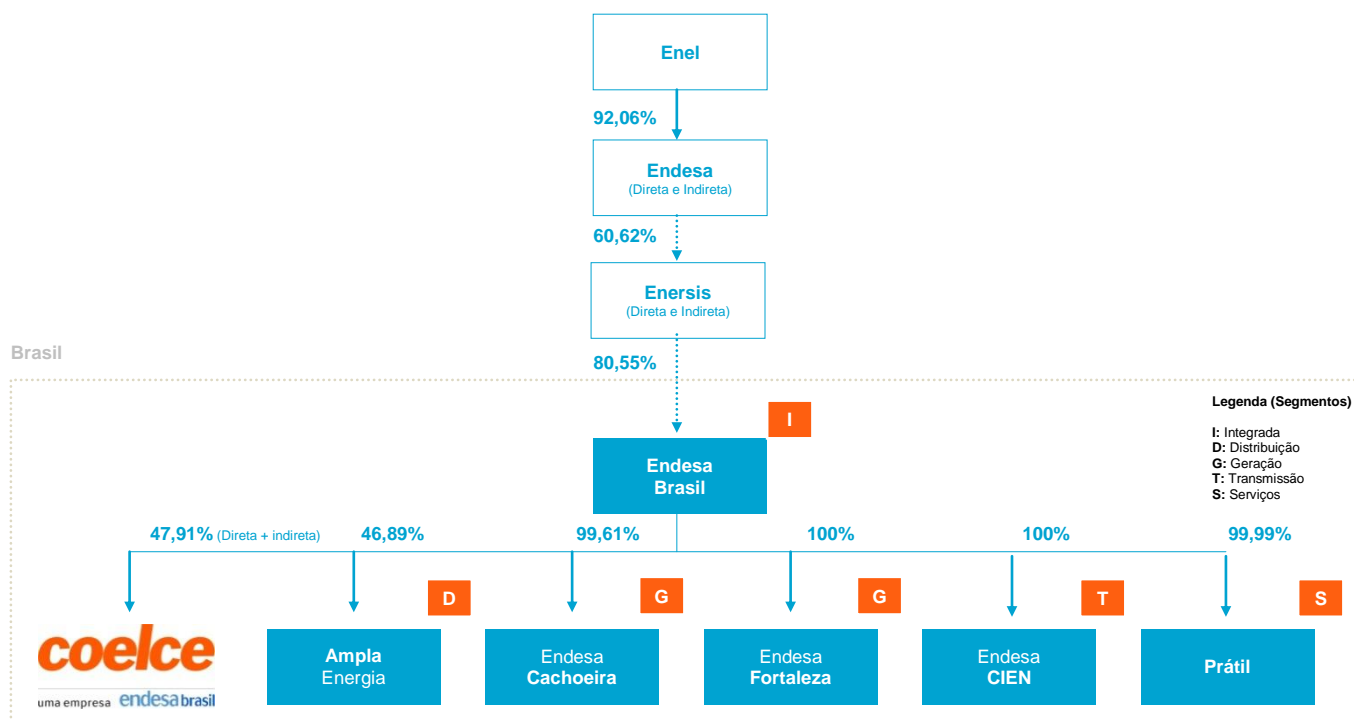 Enel
92,06%
Endesa
(Direta e Indireta)
60,62%
Enersis
(Direta e Indireta)
Brasil
80,55%
Legenda (Segmentos)
I: Integrada
D: Distribuição
G: Geração
T: Transmissão
S: Serviços
I
Endesa
Brasil
47,91% (Direta + indireta)
46,89%
99,61%
100%
100%
99,99%
D
G
G
T
S
coelce
uma empresa endesabrasil
Ampla
Energia
Endesa
Cachoeira
Endesa
Fortaleza
Endesa
CIEN
Prátil